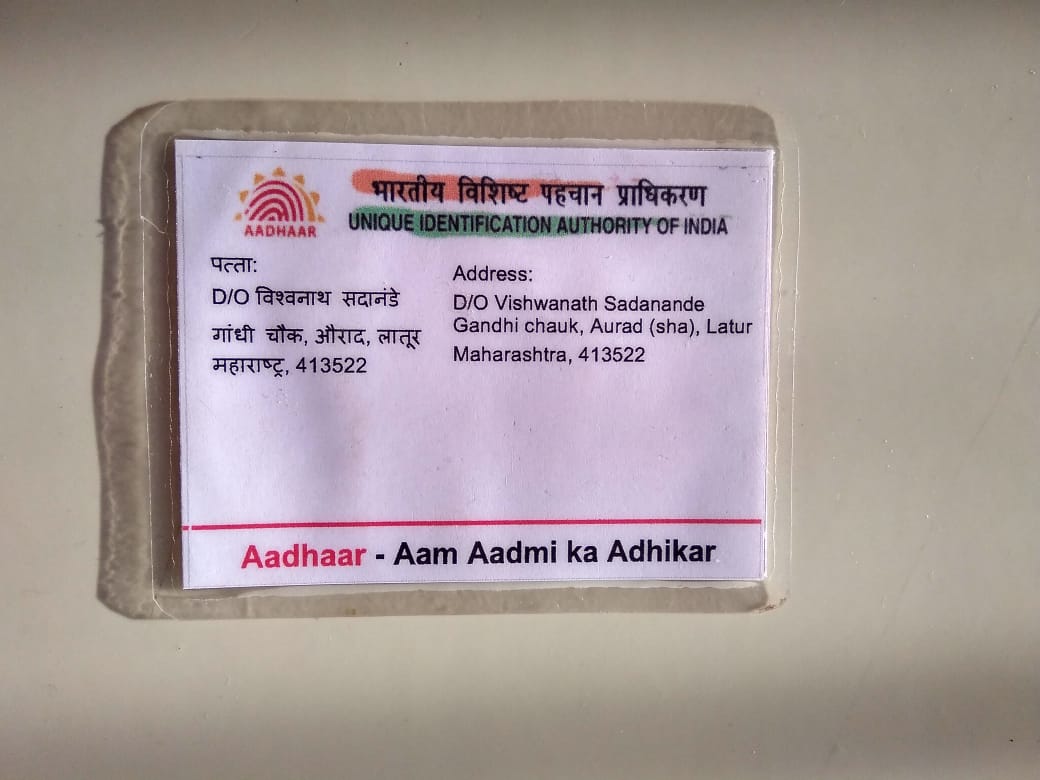 भारतीय विशिष्ट पहचान प्राधिकरण
AADHAAR
UNIQUE IDENTIFICATION AUTHORITY OF INDIA
पत्ता:
D/O विश्वनाथ सदानंडे
गांधी चौक, औराद, लातूर
महाराष्ट्र, 413522
Address:
D/O Vishwanath Sadanande
Gandhi chauk, Aurad (sha), Latur
Maharashtra, 413522
Aadhaar - Aam Aadmi ka Adhikar